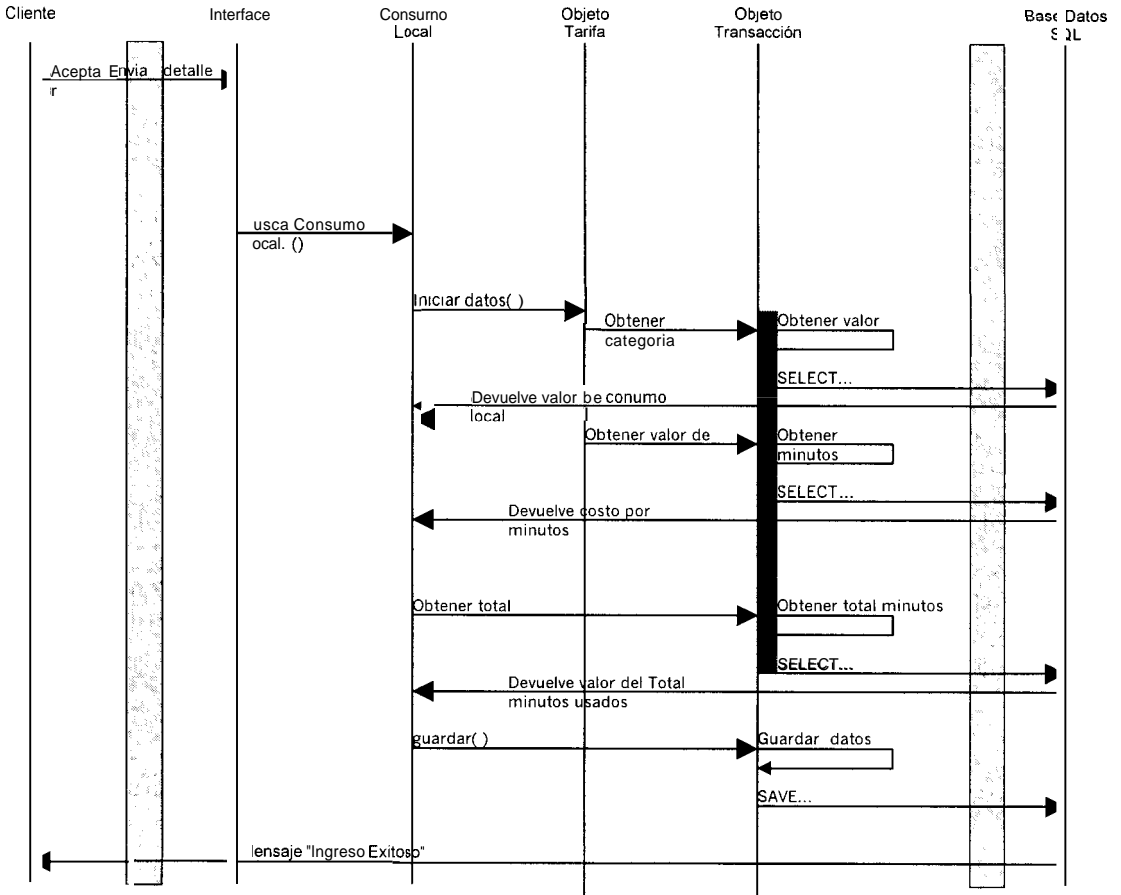 Cliente
Interface
Consurno
Local
Objeto
Tarifa
Objeto
Transacción
Base Datos
SQL
Acepta Envia detalle
r
usca Consumo
ocal. ()
Iniciar datos( )
Obtener
categoria
Obtener valor
SELECT...
Devuelve valor be conumo
local
Obtener valor de
Obtener
minutos
SELECT...
Devuelve costo por
minutos
Obtener total
Obtener total minutos
SELECT...
Devuelve valor del Total
minutos usados
guardar( )
Guardar datos
SAVE...
lensaje "Ingreso Exitoso"